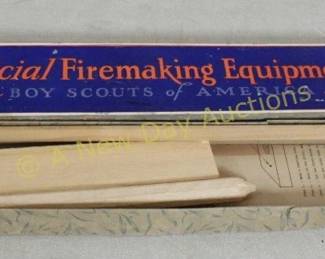 cial Firemaking Equipme
BOY SCOUTS of AMERICA
© A New Day Auctions